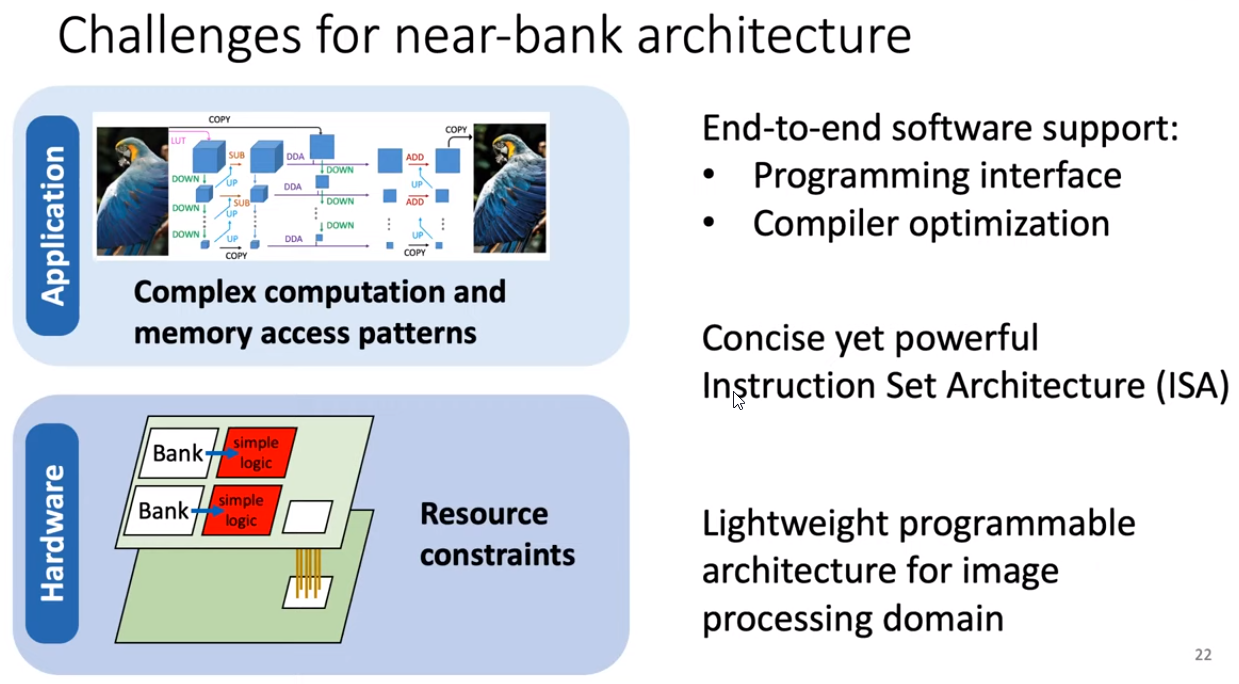 Challenges for near-bank architecture
Application
COPY
COPY
LUT
SUB
DDA
ADD
DOWN
DOWN
UP
UP
DDA
SUB
ADD
DOWN
DOWN
UP
DOWN
DOWN
UP
DDA
UP
COPY
COPY
Complex computation and
memory access patterns
Hardware
Bank
simple
logic
Bank
simple
logic
Resource
constraints
End-to-end software support:
• Programming interface
• Compiler optimization
Concise yet powerful
Instruction Set Architecture (ISA)
Lightweight programmable
architecture for image
processing domain
22